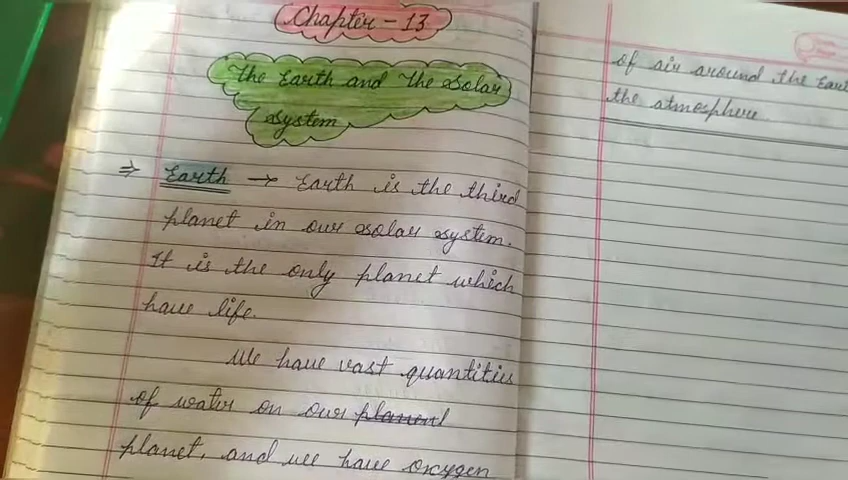 Chapter - 13
The Earth and The Solar
system
⇒ Earth → Earth is the third
planet in our solar system.
It is the only planet which
have life.
We have vast quantities
of water on our planet
planet, and we have oxygen
of air around the Eart
the atmosphere.